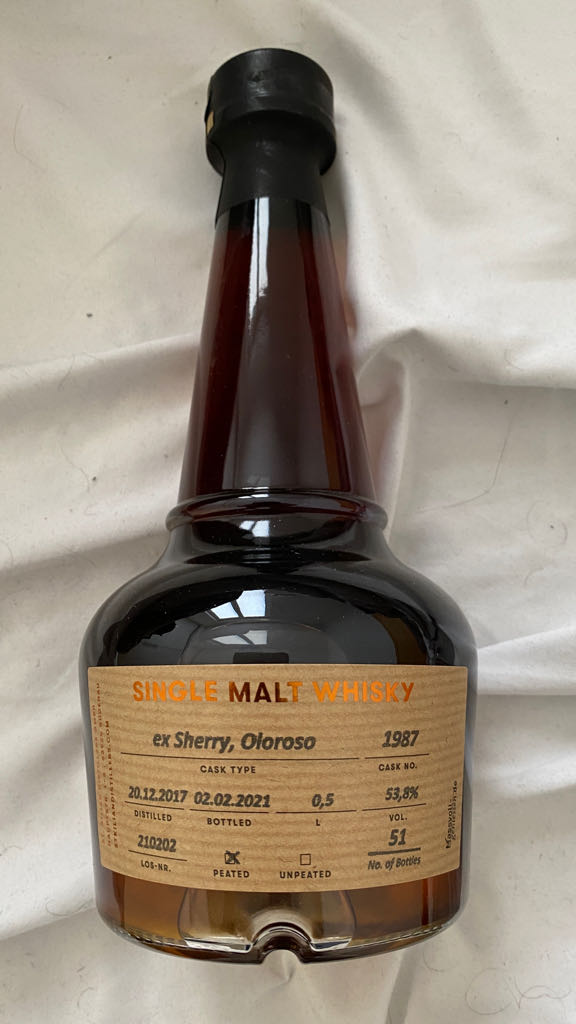 SINGLE MALT WHISKY
ex Sherry, Oloroso 1987
CASK TYPE CASK NO.
20.12.2017 02.02.2021 0,5 53,8%
DISTILLED BOTTLED L VOL.
210202 51
LOS-NR. PEATED UNPEATED No. of Bottles